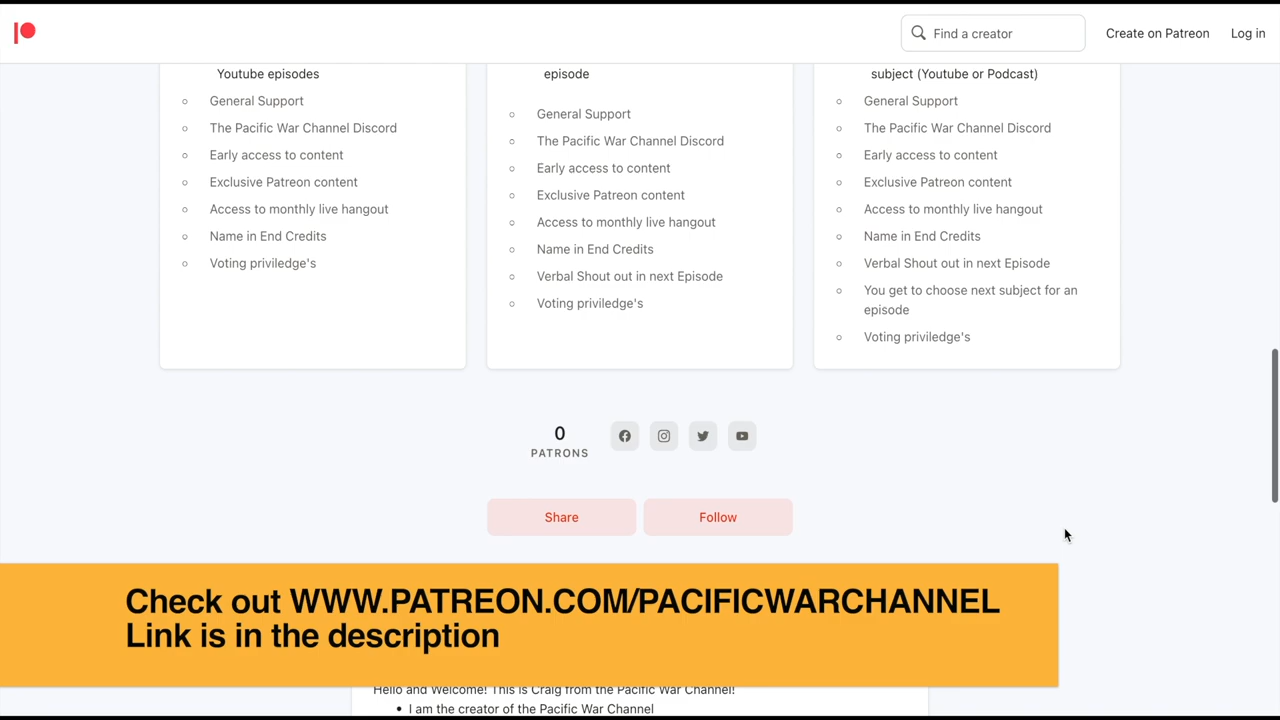 Find a creator
Create on Patreon
Log in
Youtube episodes
General Support
The Pacific War Channel Discord
Early access to content
Exclusive Patreon content
Access to monthly live hangout
Name in End Credits
Voting priviledge's
episode
General Support
The Pacific War Channel Discord
Early access to content
Exclusive Patreon content
Access to monthly live hangout
Name in End Credits
Verbal Shout out in next Episode
Voting priviledge's
subject (Youtube or Podcast)
General Support
The Pacific War Channel Discord
Early access to content
Exclusive Patreon content
Access to monthly live hangout
Name in End Credits
Verbal Shout out in next Episode
You get to choose next subject for an
episode
Voting priviledge's
0
PATRONS
Share
Follow
Check out WWW.PATREON.COM/PACIFICWARCHANNEL
Link is in the description
Hello and Welcome! This is Craig from the Pacific War Channel!
• I am the creator of the Pacific War Channel